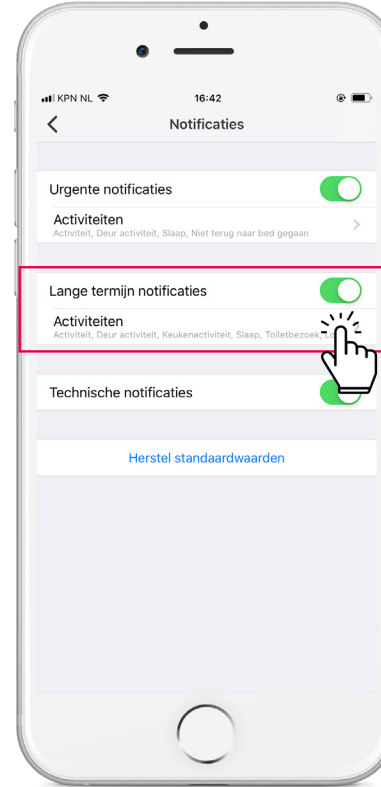 KPN NL 16:42
Notificaties
Urgente notificaties
Activiteiten
Activiteit, Deur activiteit, Slaap, Niet terug naar bed gegaan
Lange termijn notificaties
Activiteiten
Activiteit, Deur activiteit, Keukenactiviteit, Slaap, Toiletbezoek,
Technische notificaties
Herstel standaardwaarden